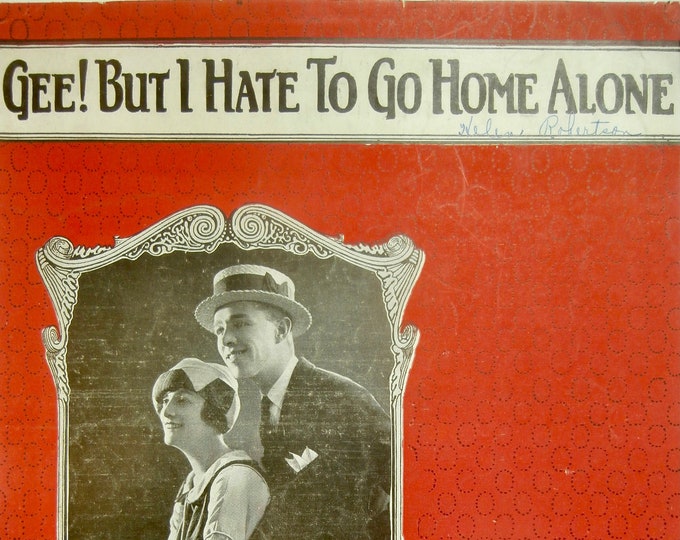 GEE! BUT I HATE TO GO HOME ALONE
Helen Robertson